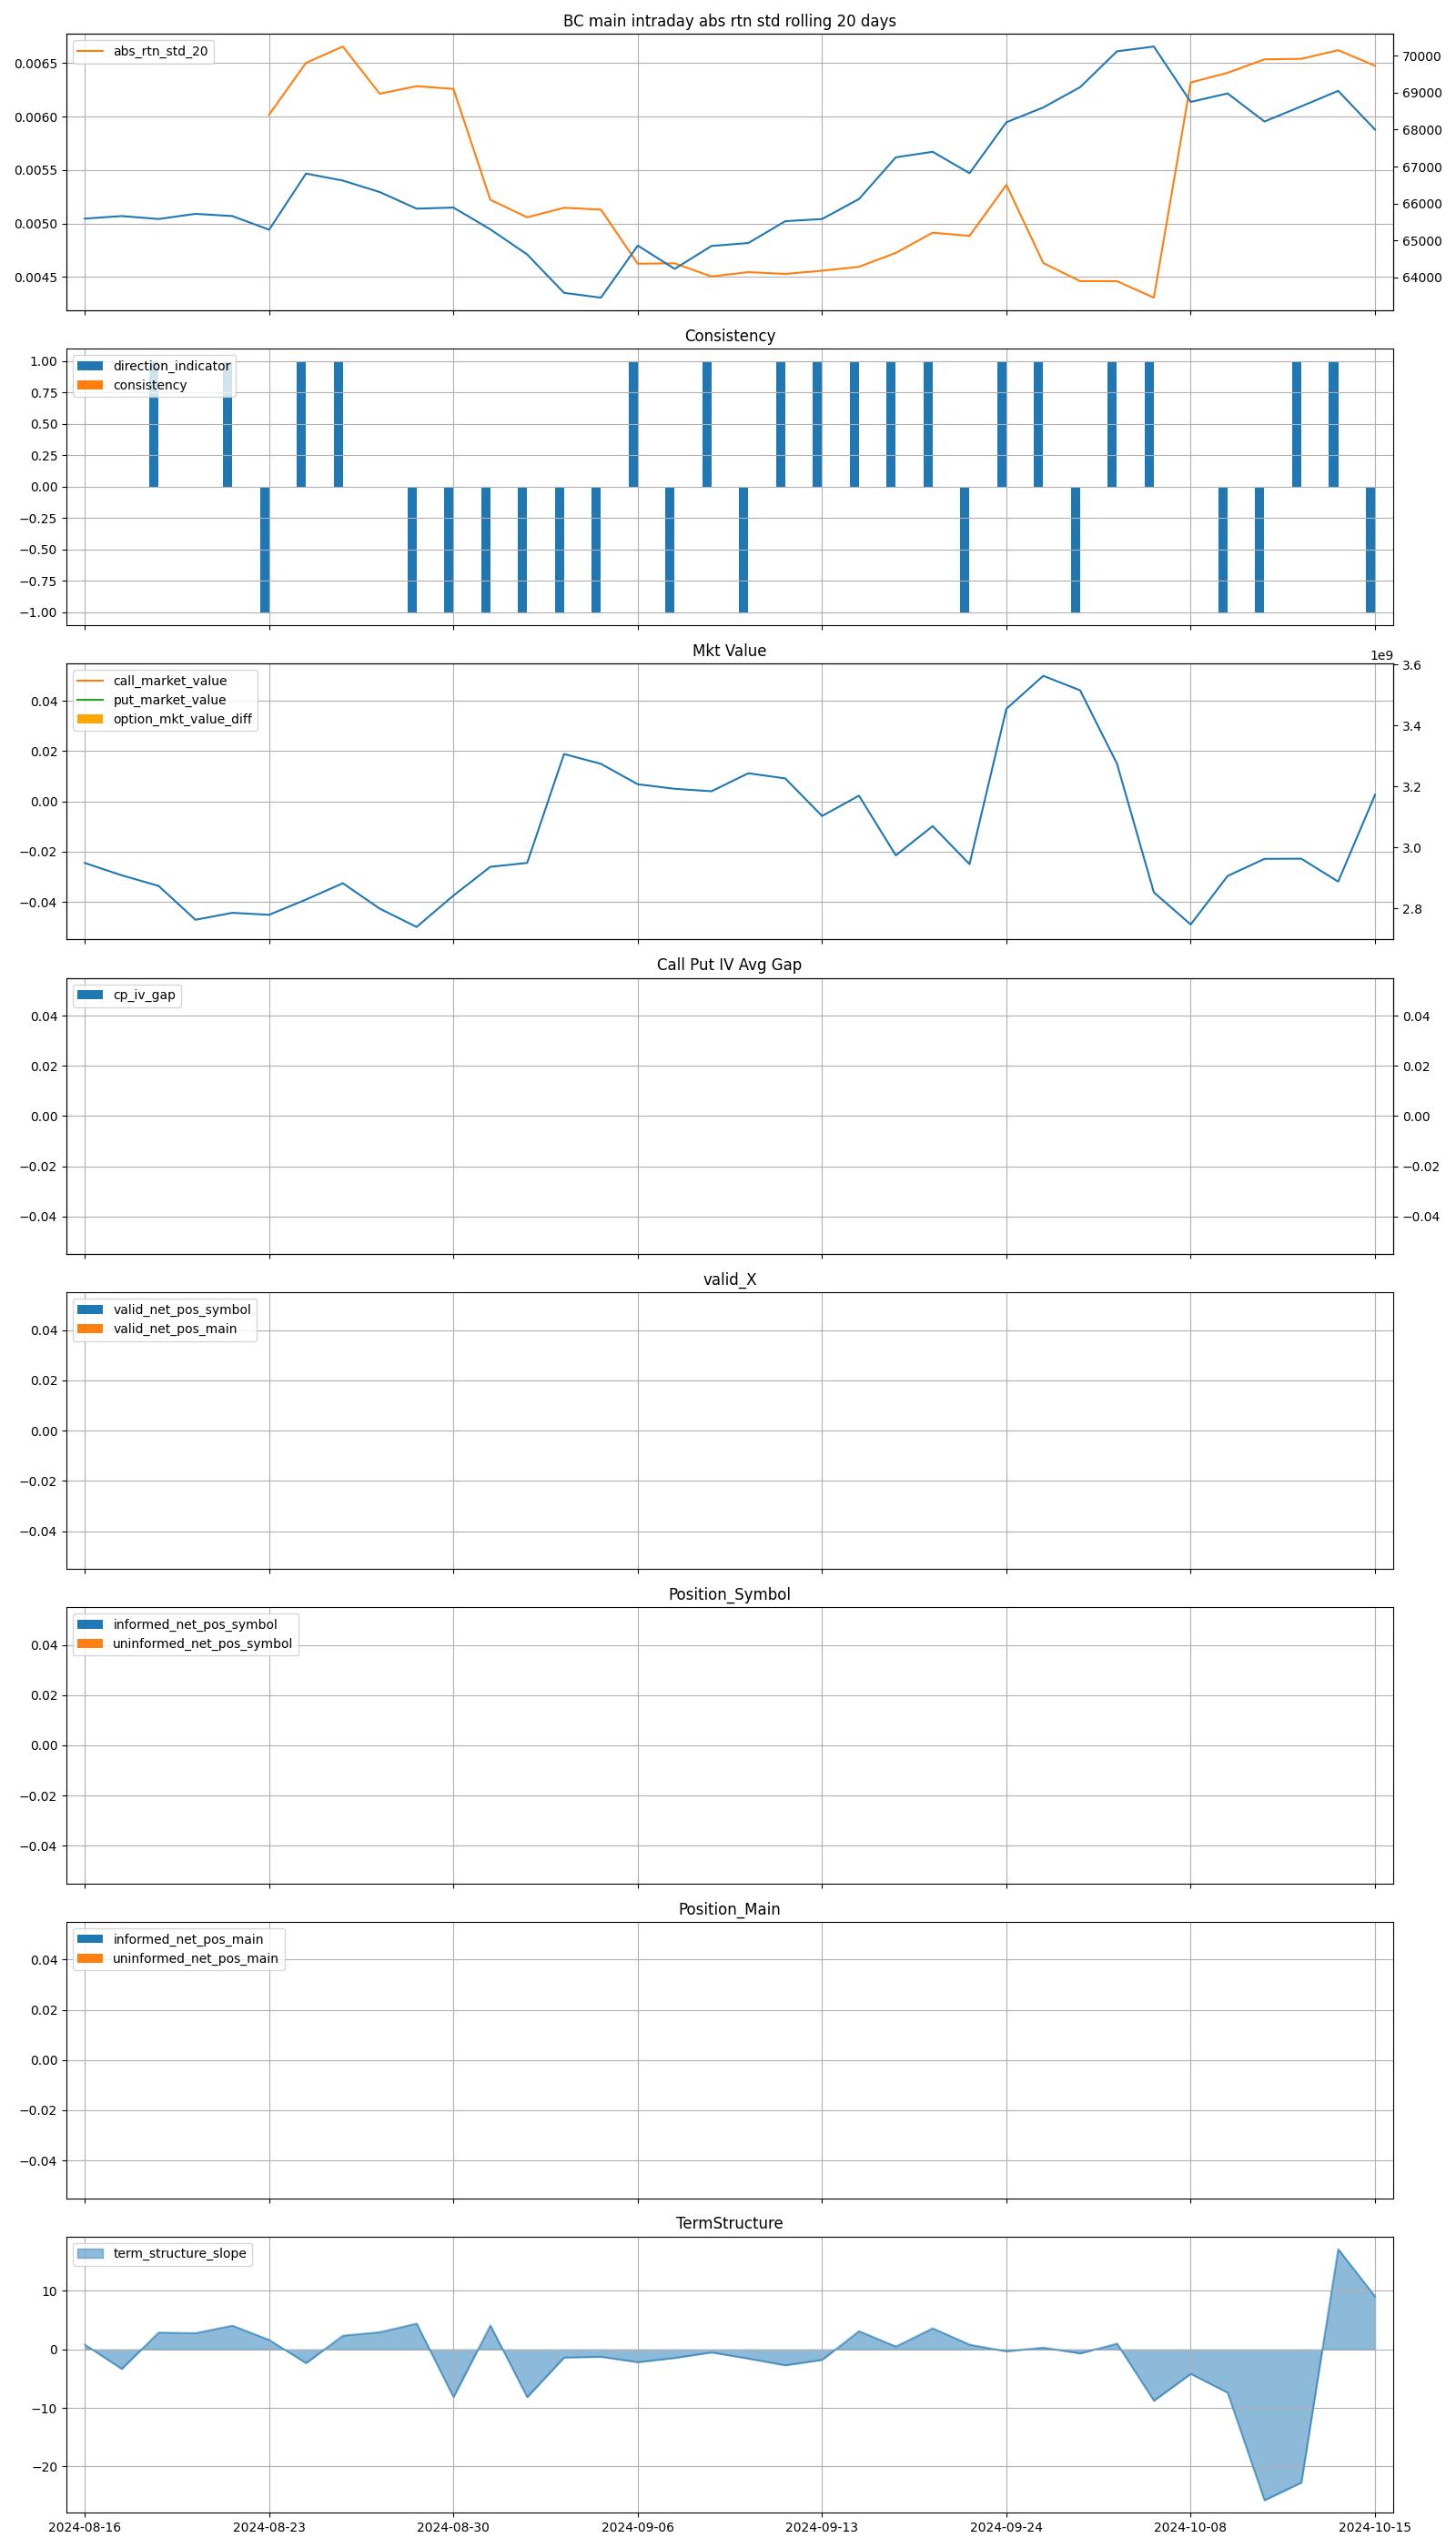 BC main intraday abs rtn std rolling 20 days
abs_rtn_std_20
0.0065
0.0060
0.0055
0.0050
0.0045
70000
69000
68000
67000
66000
65000
64000
Consistency
direction_indicator
consistency
1.00
0.75
0.50
0.25
0.00
−0.25
−0.50
−0.75
−1.00
Mkt Value
1e9
call_market_value
put_market_value
option_mkt_value_diff
0.04
0.02
0.00
−0.02
−0.04
3.6
3.4
3.2
3.0
2.8
Call Put IV Avg Gap
cp_iv_gap
0.04
0.02
0.00
−0.02
−0.04
0.04
0.02
0.00
−0.02
−0.04
valid_X
valid_net_pos_symbol
valid_net_pos_main
0.04
0.02
0.00
−0.02
−0.04
Position_Symbol
informed_net_pos_symbol
uninformed_net_pos_symbol
0.04
0.02
0.00
−0.02
−0.04
Position_Main
informed_net_pos_main
uninformed_net_pos_main
0.04
0.02
0.00
−0.02
−0.04
TermStructure
term_structure_slope
10
0
−10
−20
2024-08-16 2024-08-23 2024-08-30 2024-09-06 2024-09-13 2024-09-24 2024-10-08 2024-10-15